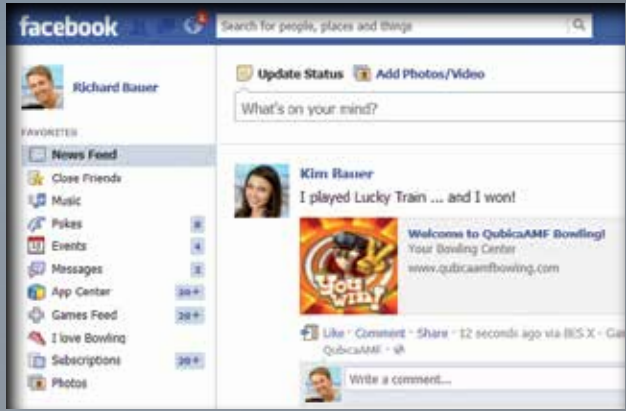 facebook
Search for people, places and things
Richard Bauer
Update Status Add Photos/Video
What's on your mind?
FAVORITES
News Feed
Close Friends
Music
Pokes
Events 4
Messages
App Center 20+
Games Feed 20+
I love Bowling
Subscriptions 20+
Photos
Kim Bauer
I played Lucky Train ... and I won!
You win!
Welcome to QubicaAMF Bowling!
Your Bowling Center
www.qubicaamfbowling.com
Like · Comment · Share · 12 seconds ago via BES X - Gam
QubicaAMF ·
Write a comment...